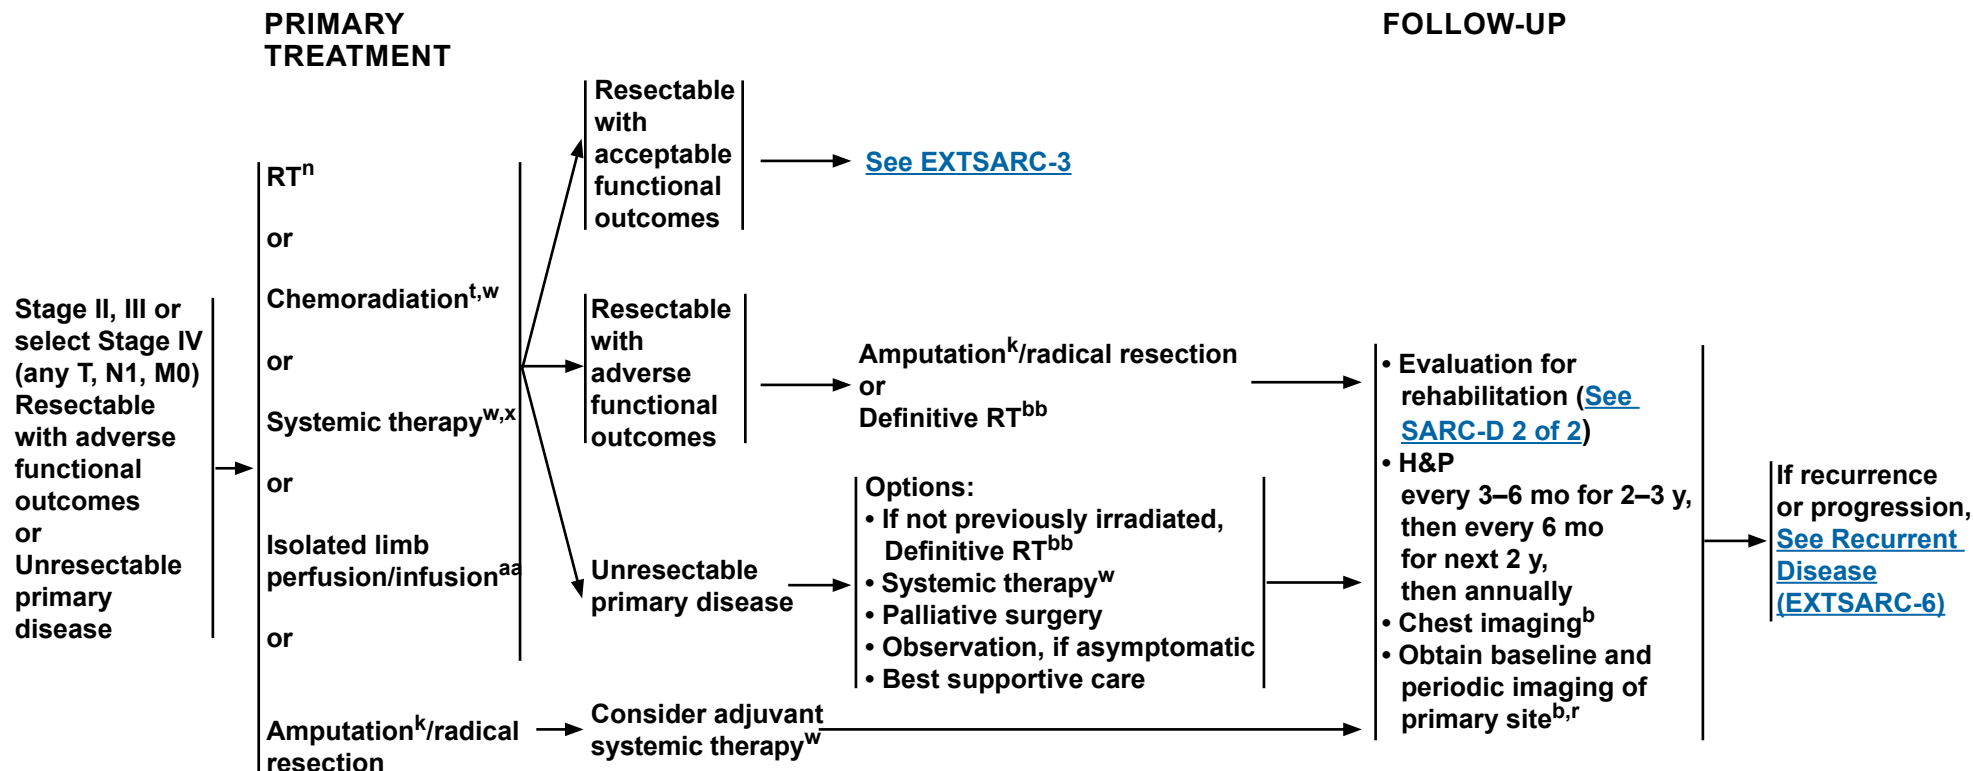 PRIMARY
TREATMENT
FOLLOW-UP
Stage II, III or
select Stage IV
(any T, N1, M0)
Resectable
with adverse
functional
outcomes
or
Unresectable
primary
disease
RTⁿ
or
Chemoradiationᵗ,ʷ
or
Systemic therapyʷ,ˣ
or
Isolated limb
perfusion/infusionᵃᵃ
or
Amputationᵏ/radical
resection
Resectable
with
acceptable
functional
outcomes
See EXTSARC-3
Resectable
with
adverse
functional
outcomes
Amputationᵏ/radical resection
or
Definitive RTᵇᵇ
Unresectable
primary disease
Options:
• If not previously irradiated,
Definitive RTᵇᵇ
• Systemic therapyʷ
• Palliative surgery
• Observation, if asymptomatic
• Best supportive care
Consider adjuvant
systemic therapyʷ
• Evaluation for
rehabilitation (See
SARC-D 2 of 2)
• H&P
every 3–6 mo for 2–3 y,
then every 6 mo
for next 2 y,
then annually
• Chest imagingᵇ
• Obtain baseline and
periodic imaging of
primary siteᵇ,ʳ
If recurrence
or progression,
See Recurrent
Disease
(EXTSARC-6)